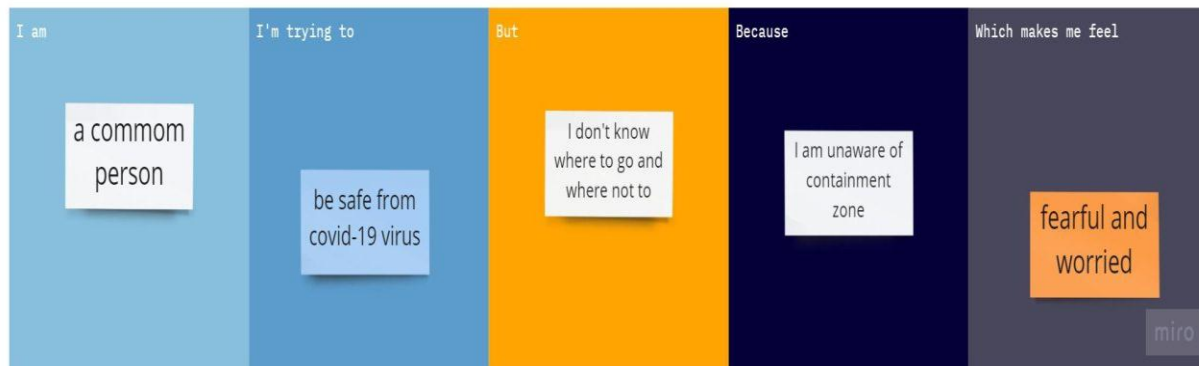 I am
a commom
person
I'm trying to
be safe from
covid-19 virus
But
I don't know
where to go and
where not to
Because
I am unaware of
containment
zone
Which makes me feel
fearful and
worried
miro